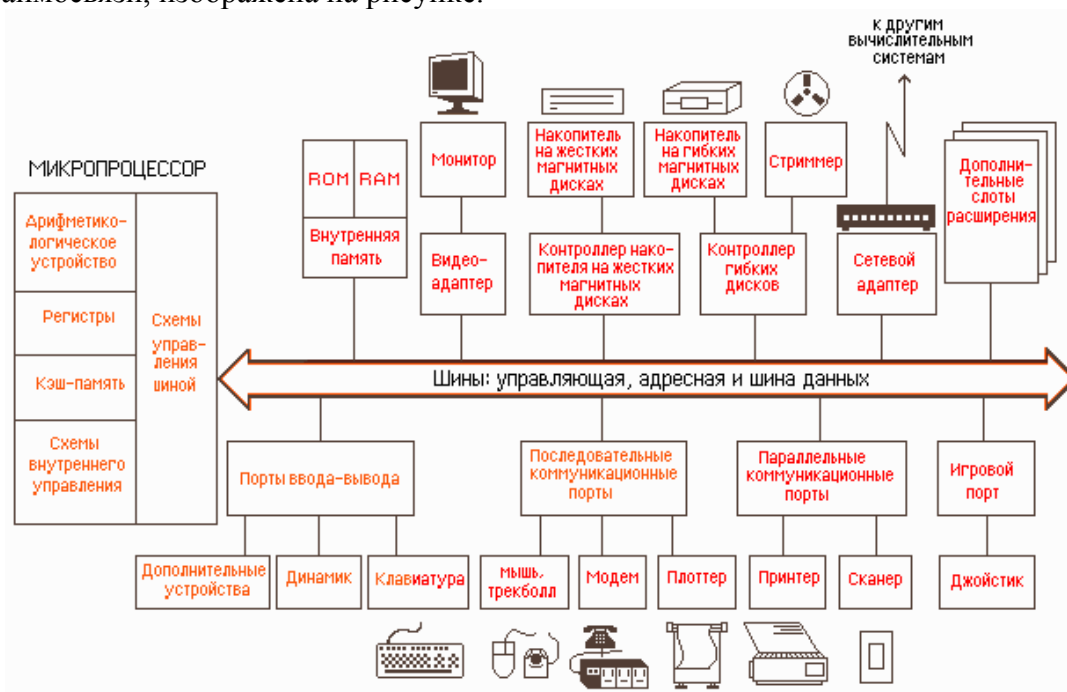 аимосвязи, изображена на рисунке.
к другим
вычислительным
системам
МИКРОПРОЦЕССОР
Арифметико-
логическое
устройство
Регистры
Кэш-память
Схемы
внутреннего
управления
Схемы
управ-
ления
шиной
ROM
RAM
Внутренняя
память
Монитор
Видео-
адаптер
Накопитель
на жестких
магнитных
дисках
Контроллер нако-
пителя на жестких
магнитных
дисках
Накопитель
на гибких
магнитных
дисках
Контроллер
гибких
дисков
Стриммер
Сетевой
адаптер
Дополни-
тельные
слоты
расширения
Шины: управляющая, адресная и шина данных
Порты ввода-вывода
Последовательные
коммуникационные
порты
Параллельные
коммуникационные
порты
Игровой
порт
Дополнительные
устройства
Динамик
Клавиатура
мышь,
трекболл
Модем
Плоттер
Принтер
Сканер
Джойстик